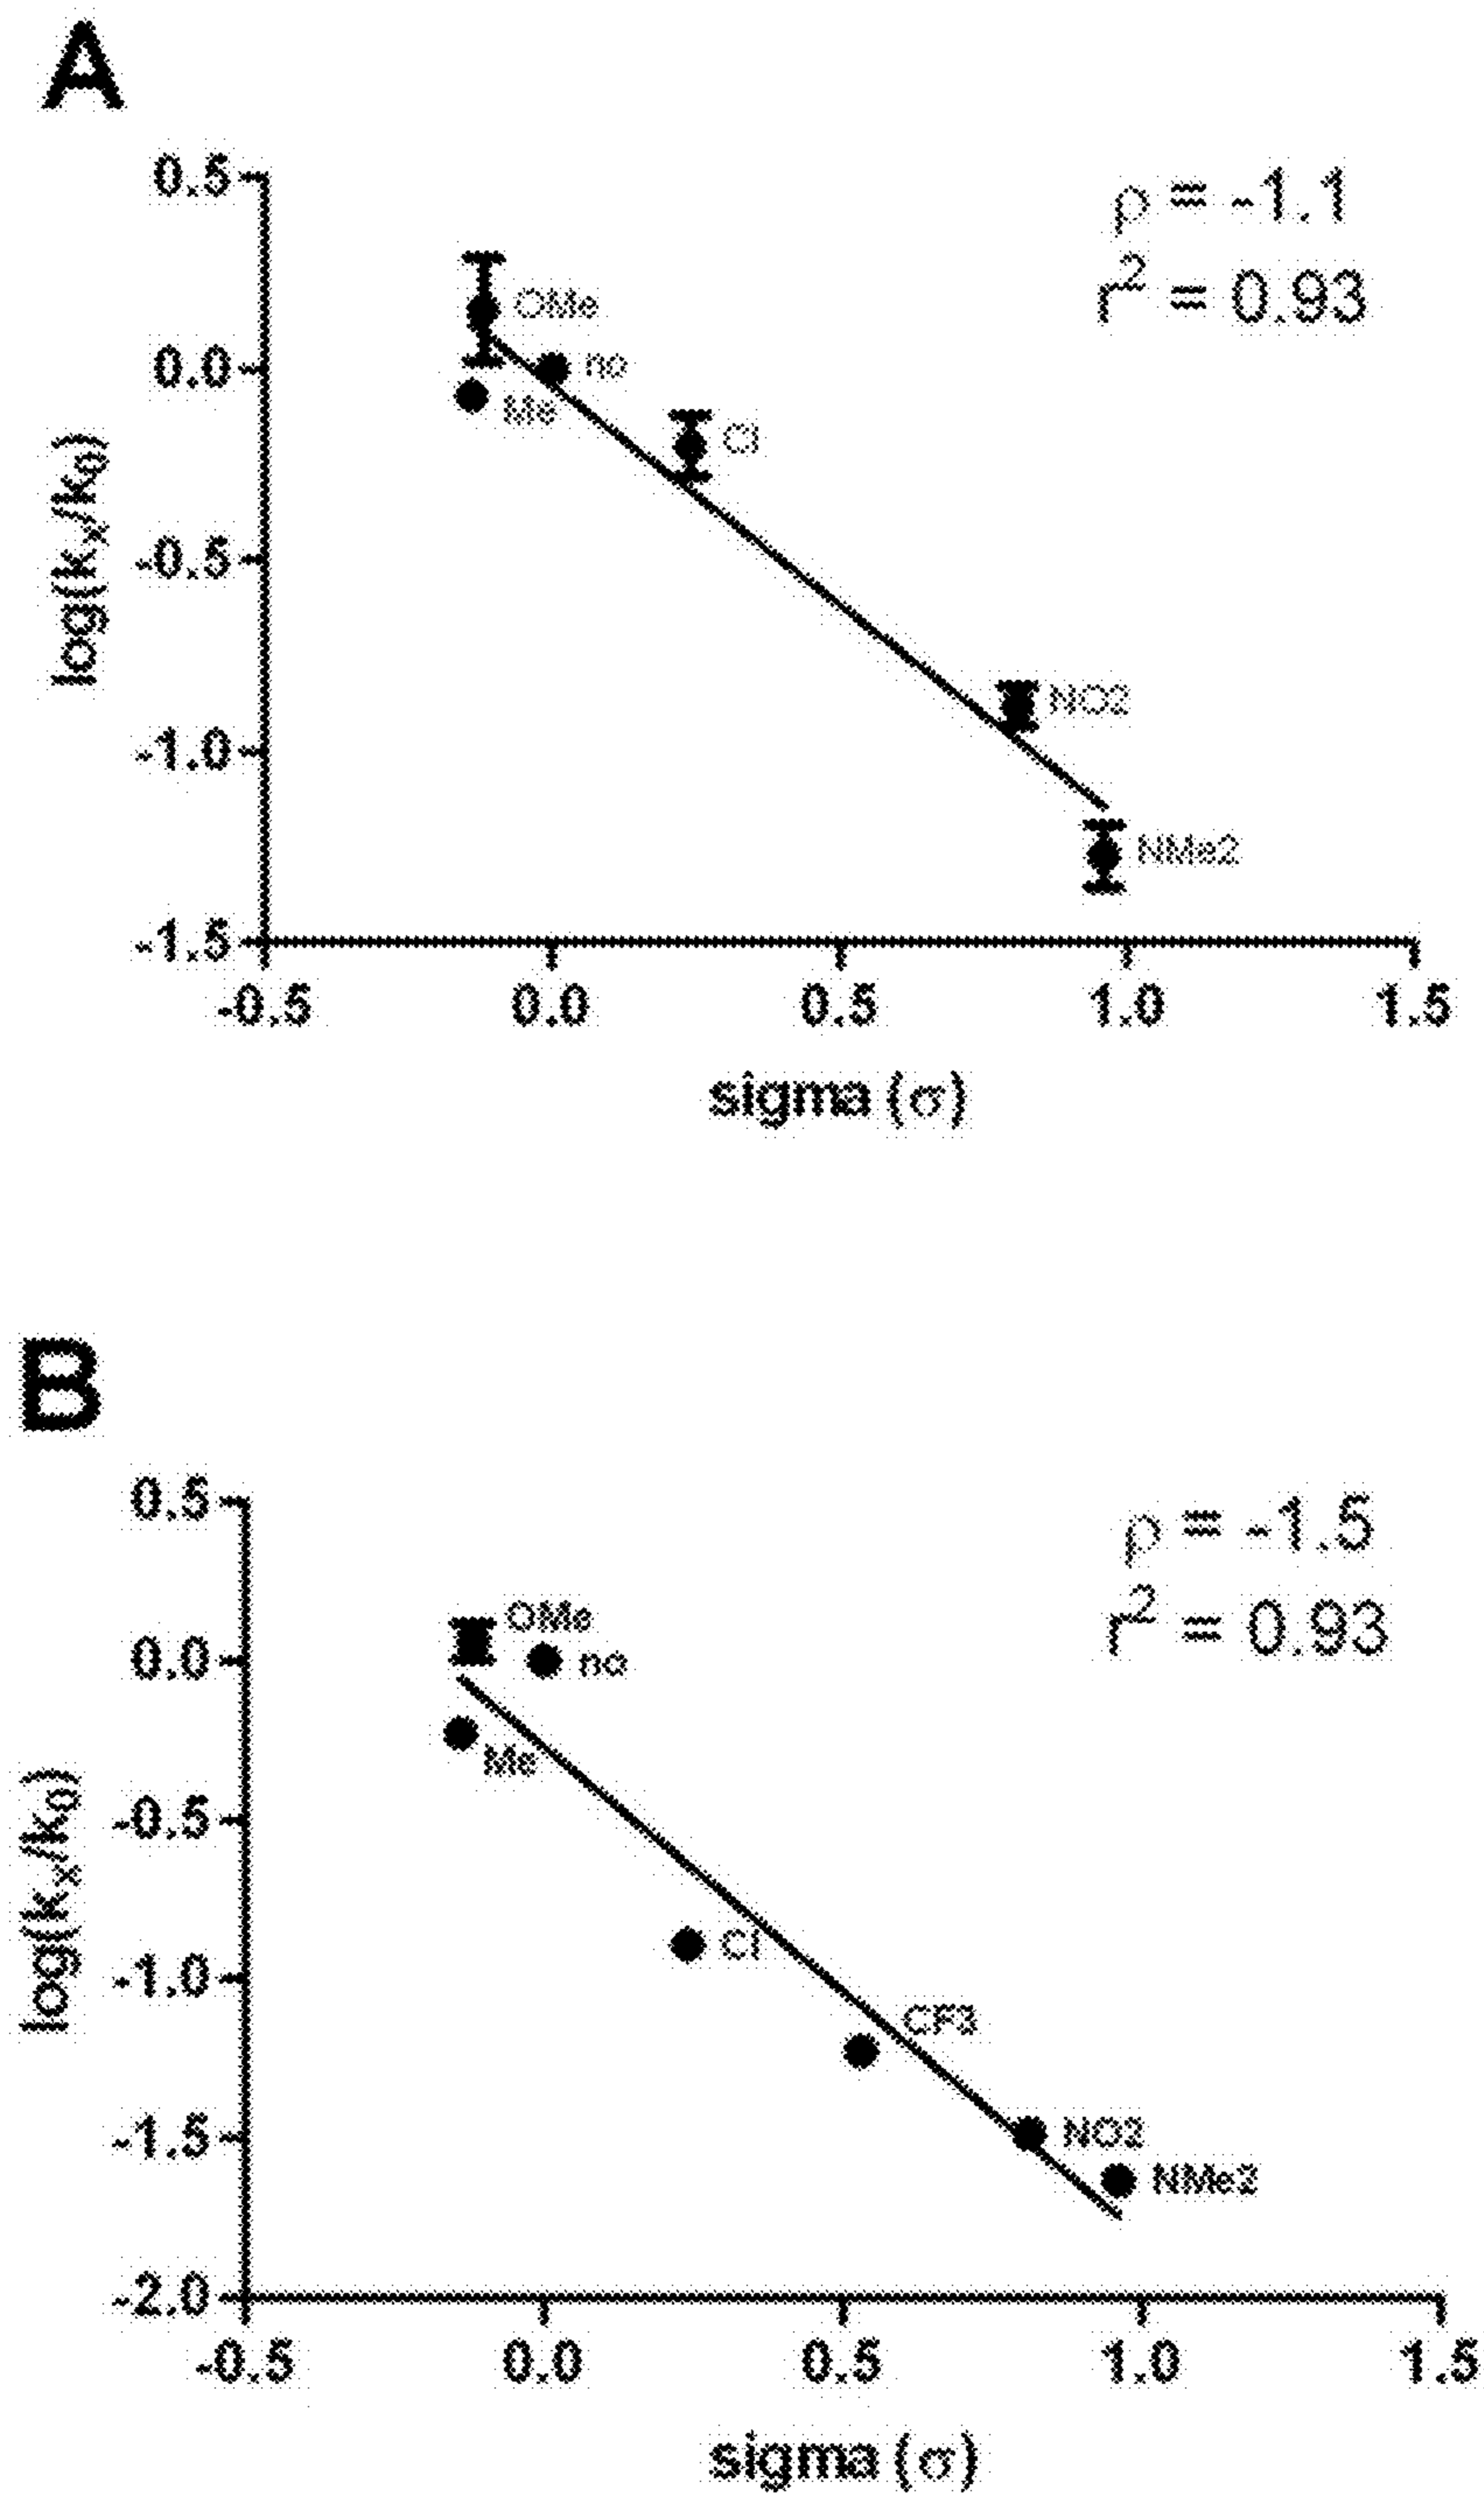 A
0.5
0.0
-0.5
-1.0
-1.5
log(kx/k0)
ρ = -1.1
r² = 0.93
OMe
no
Me
Cl
NO2
NMe2
-0.5 0.0 0.5 1.0 1.5
sigma (σ)
B
0.5
0.0
-0.5
-1.0
-1.5
-2.0
log(kx/k0)
ρ = -1.5
r² = 0.93
OMe
no
Me
Cl
CF3
NO2
NMe2
-0.5 0.0 0.5 1.0 1.5
sigma (σ)